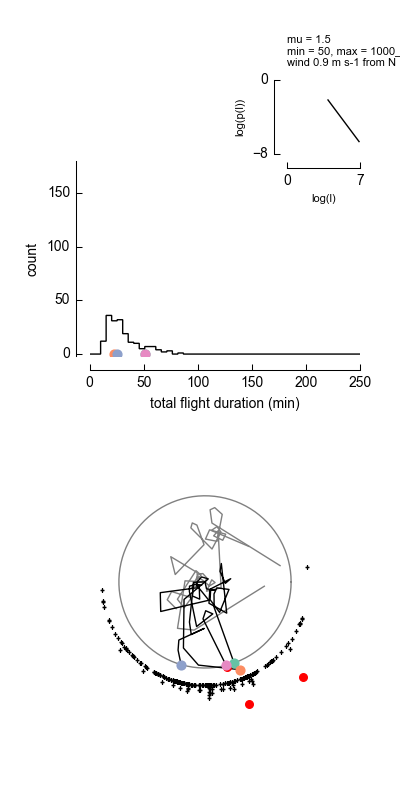 mu = 1.5
min = 50, max = 1000_
wind 0.9 m s-1 from N
0
log(p(l))
−8
0
7
log(l)
150
100
50
0
count
0
50
100
150
200
250
total flight duration (min)